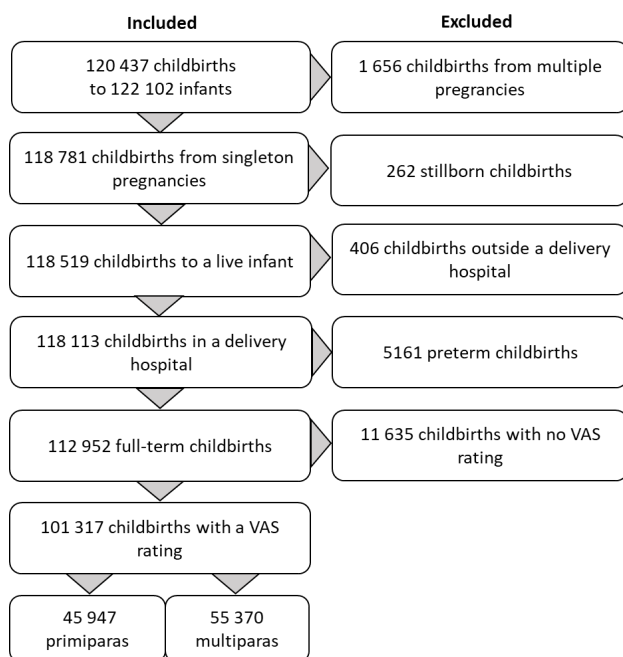 Included
Excluded
120 437 childbirths
to 122 102 infants
1 656 childbirths from multiple
pregrancies
118 781 childbirths from singleton
pregnancies
262 stillborn childbirths
118 519 childbirths to a live infant
406 childbirths outside a delivery
hospital
118 113 childbirths in a delivery
hospital
5161 preterm childbirths
112 952 full-term childbirths
11 635 childbirths with no VAS
rating
101 317 childbirths with a VAS
rating
45 947
primiparas
55 370
multiparas